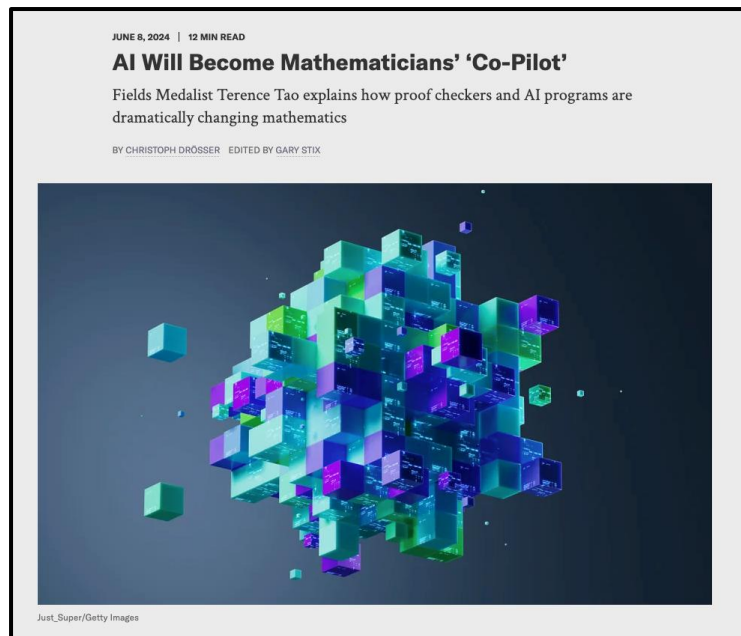 JUNE 8, 2024 | 12 MIN READ
AI Will Become Mathematicians’ ‘Co-Pilot’
Fields Medalist Terence Tao explains how proof checkers and AI programs are
dramatically changing mathematics
BY CHRISTOPH DRÖSSER EDITED BY GARY STIX
Just_Super/Getty Images